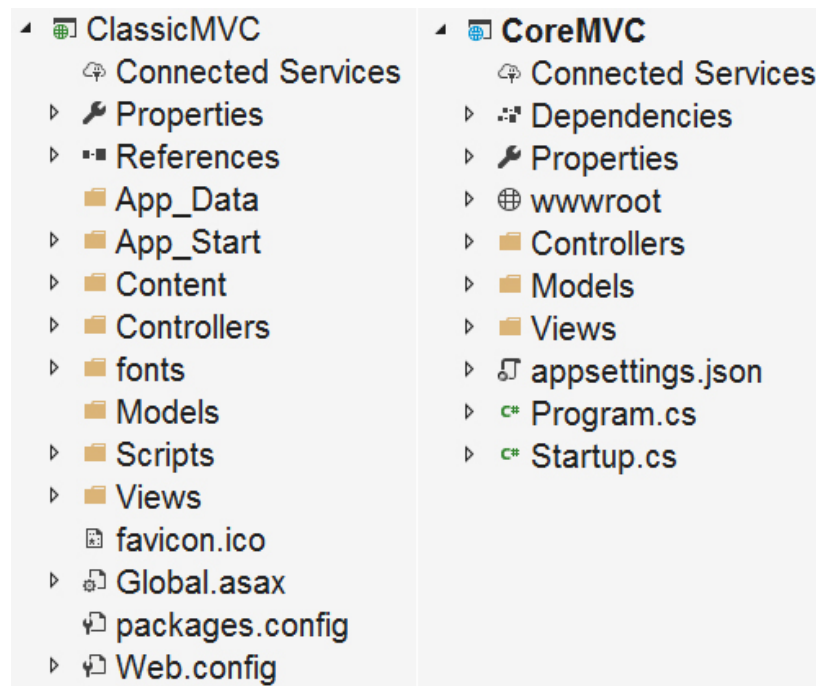 ClassicMVC
Connected Services
Properties
References
App_Data
App_Start
Content
Controllers
fonts
Models
Scripts
Views
favicon.ico
Global.asax
packages.config
Web.config
CoreMVC
Connected Services
Dependencies
Properties
wwwroot
Controllers
Models
Views
appsettings.json
C# Program.cs
C# Startup.cs